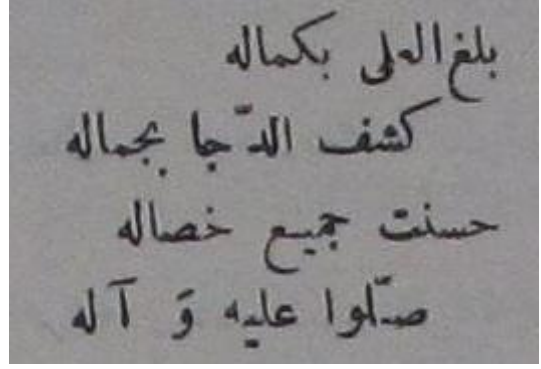 بلغ العلى بكماله
كشف الدّجا بجماله
حسنت جميع خصاله
صلّوا عليه وَ آله